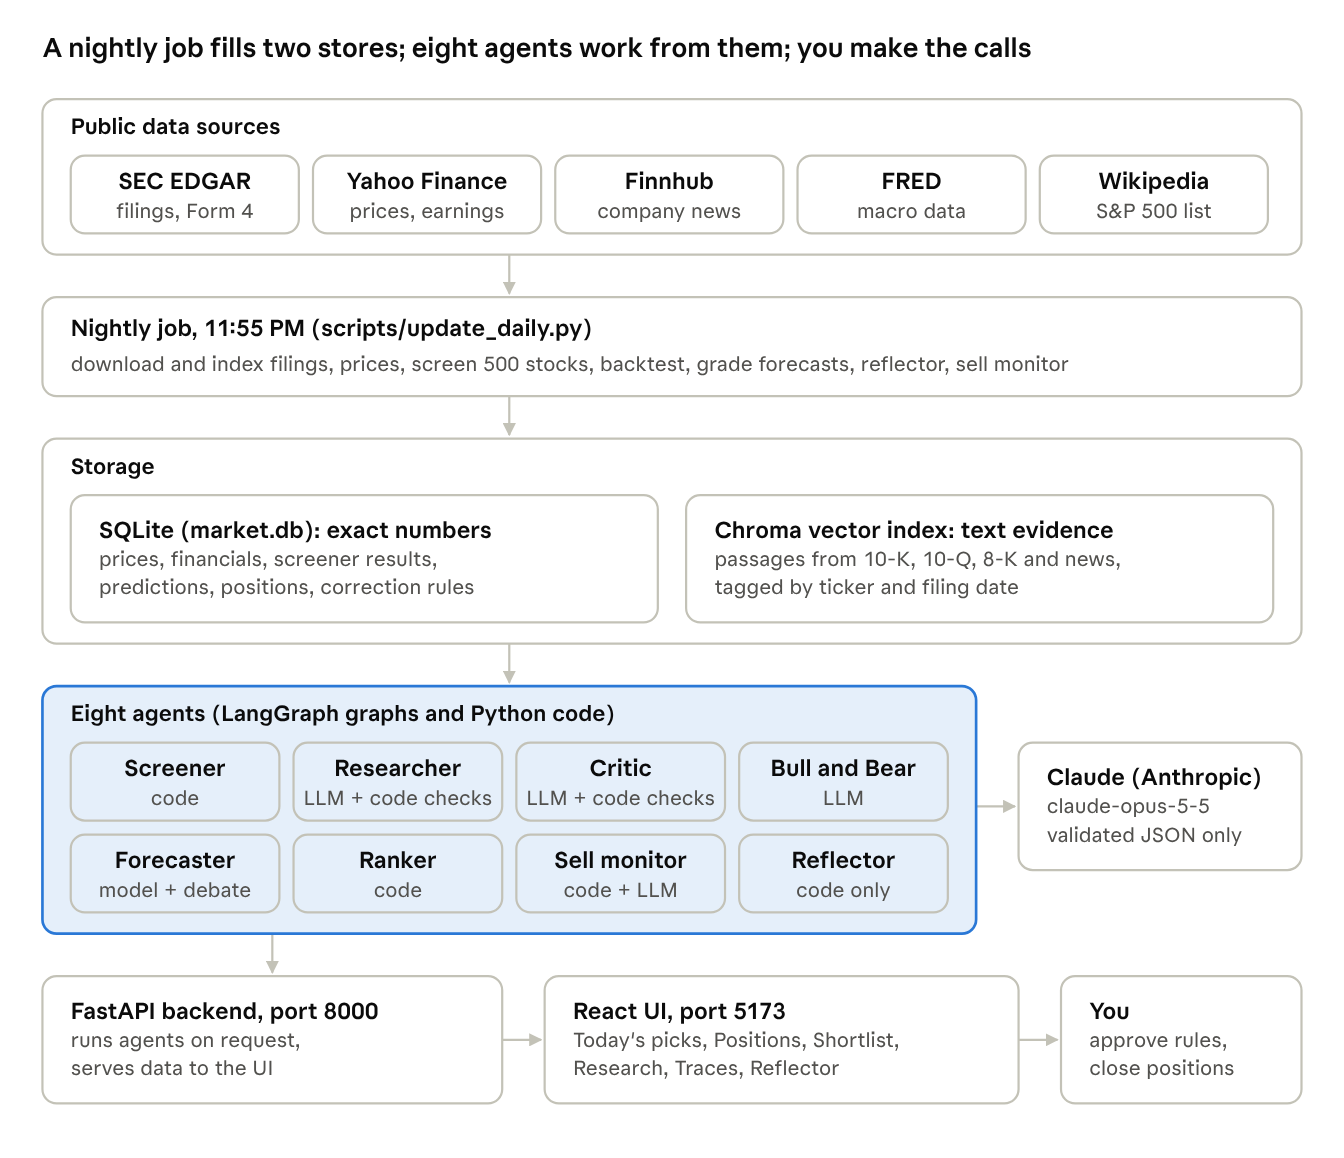 A nightly job fills two stores; eight agents work from them; you make the calls
Public data sources
SEC EDGAR
filings, Form 4
Yahoo Finance
prices, earnings
Finnhub
company news
FRED
macro data
Wikipedia
S&P 500 list
Nightly job, 11:55 PM (scripts/update_daily.py)
download and index filings, prices, screen 500 stocks, backtest, grade forecasts, reflector, sell monitor
Storage
SQLite (market.db): exact numbers
prices, financials, screener results,
predictions, positions, correction rules
Chroma vector index: text evidence
passages from 10-K, 10-Q, 8-K and news,
tagged by ticker and filing date
Eight agents (LangGraph graphs and Python code)
Screener
code
Researcher
LLM + code checks
Critic
LLM + code checks
Bull and Bear
LLM
Forecaster
model + debate
Ranker
code
Sell monitor
code + LLM
Reflector
code only
Claude (Anthropic)
claude-opus-5-5
validated JSON only
FastAPI backend, port 8000
runs agents on request,
serves data to the UI
React UI, port 5173
Today's picks, Positions, Shortlist,
Research, Traces, Reflector
You
approve rules,
close positions